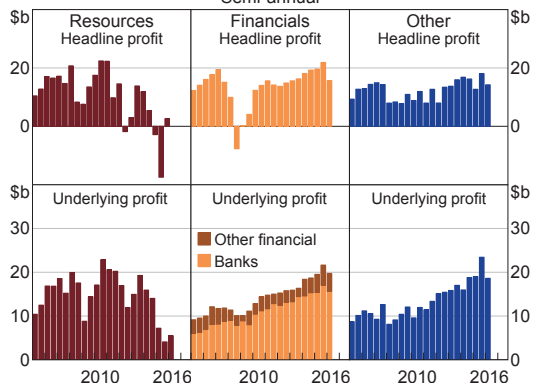 Semi-annual
$b Resources Financials Other $b
Headline profit Headline profit Headline profit
20 20
0 0
$b Underlying profit Underlying profit Underlying profit $b
30 30
Other financial
20 20
Banks
10 10
0 0
2010 2016 2010 2016 2010 2016